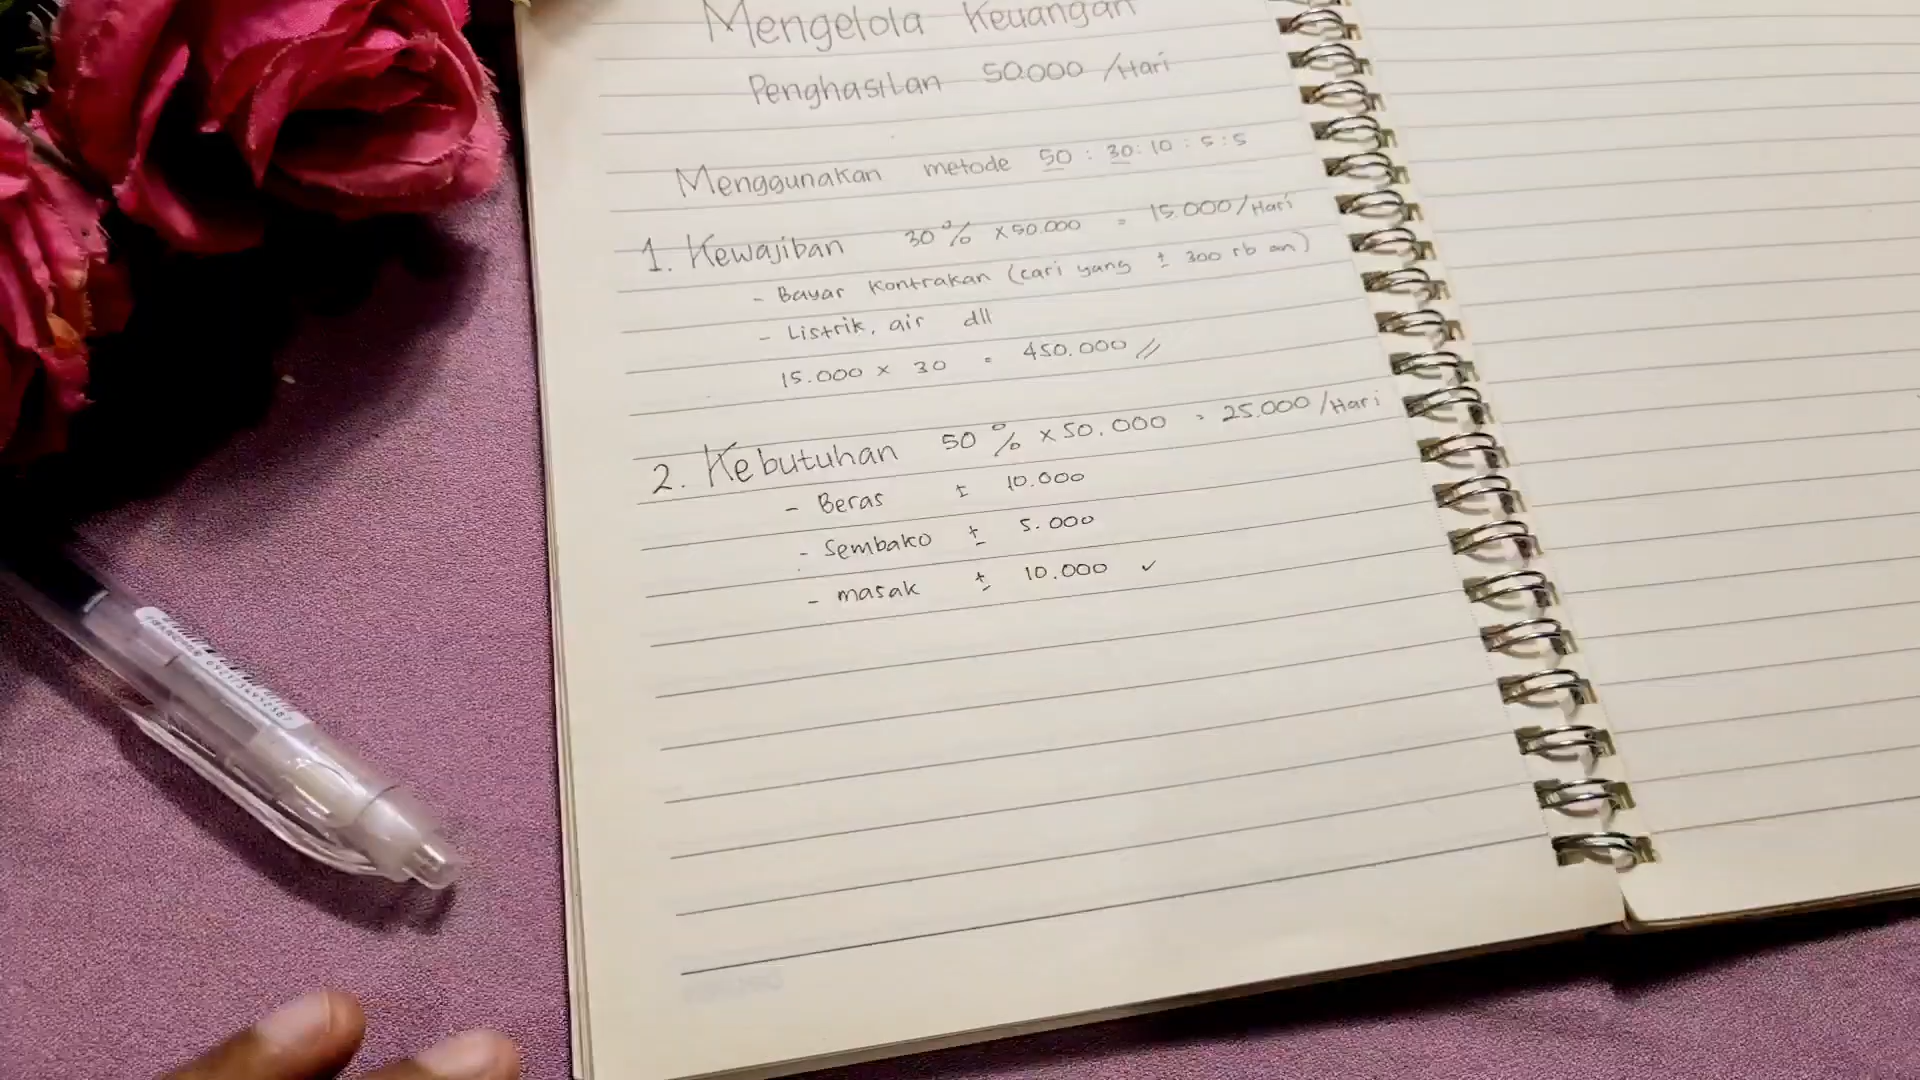 Mengelola Keuangan
Penghasilan 50.000 /Hari
Menggunakan metode 50 : 30 : 10 : 5 : 5
1. Kewajiban 30% x 50.000 = 15.000/Hari
- Bayar kontrakan (cari yang ± 300 rb an)
- Listrik, air dll
15.000 x 30 = 450.000 //
2. Kebutuhan 50% x 50.000 = 25.000 /Hari
- Beras ± 10.000
- Sembako ± 5.000
- masak ± 10.000 ✓